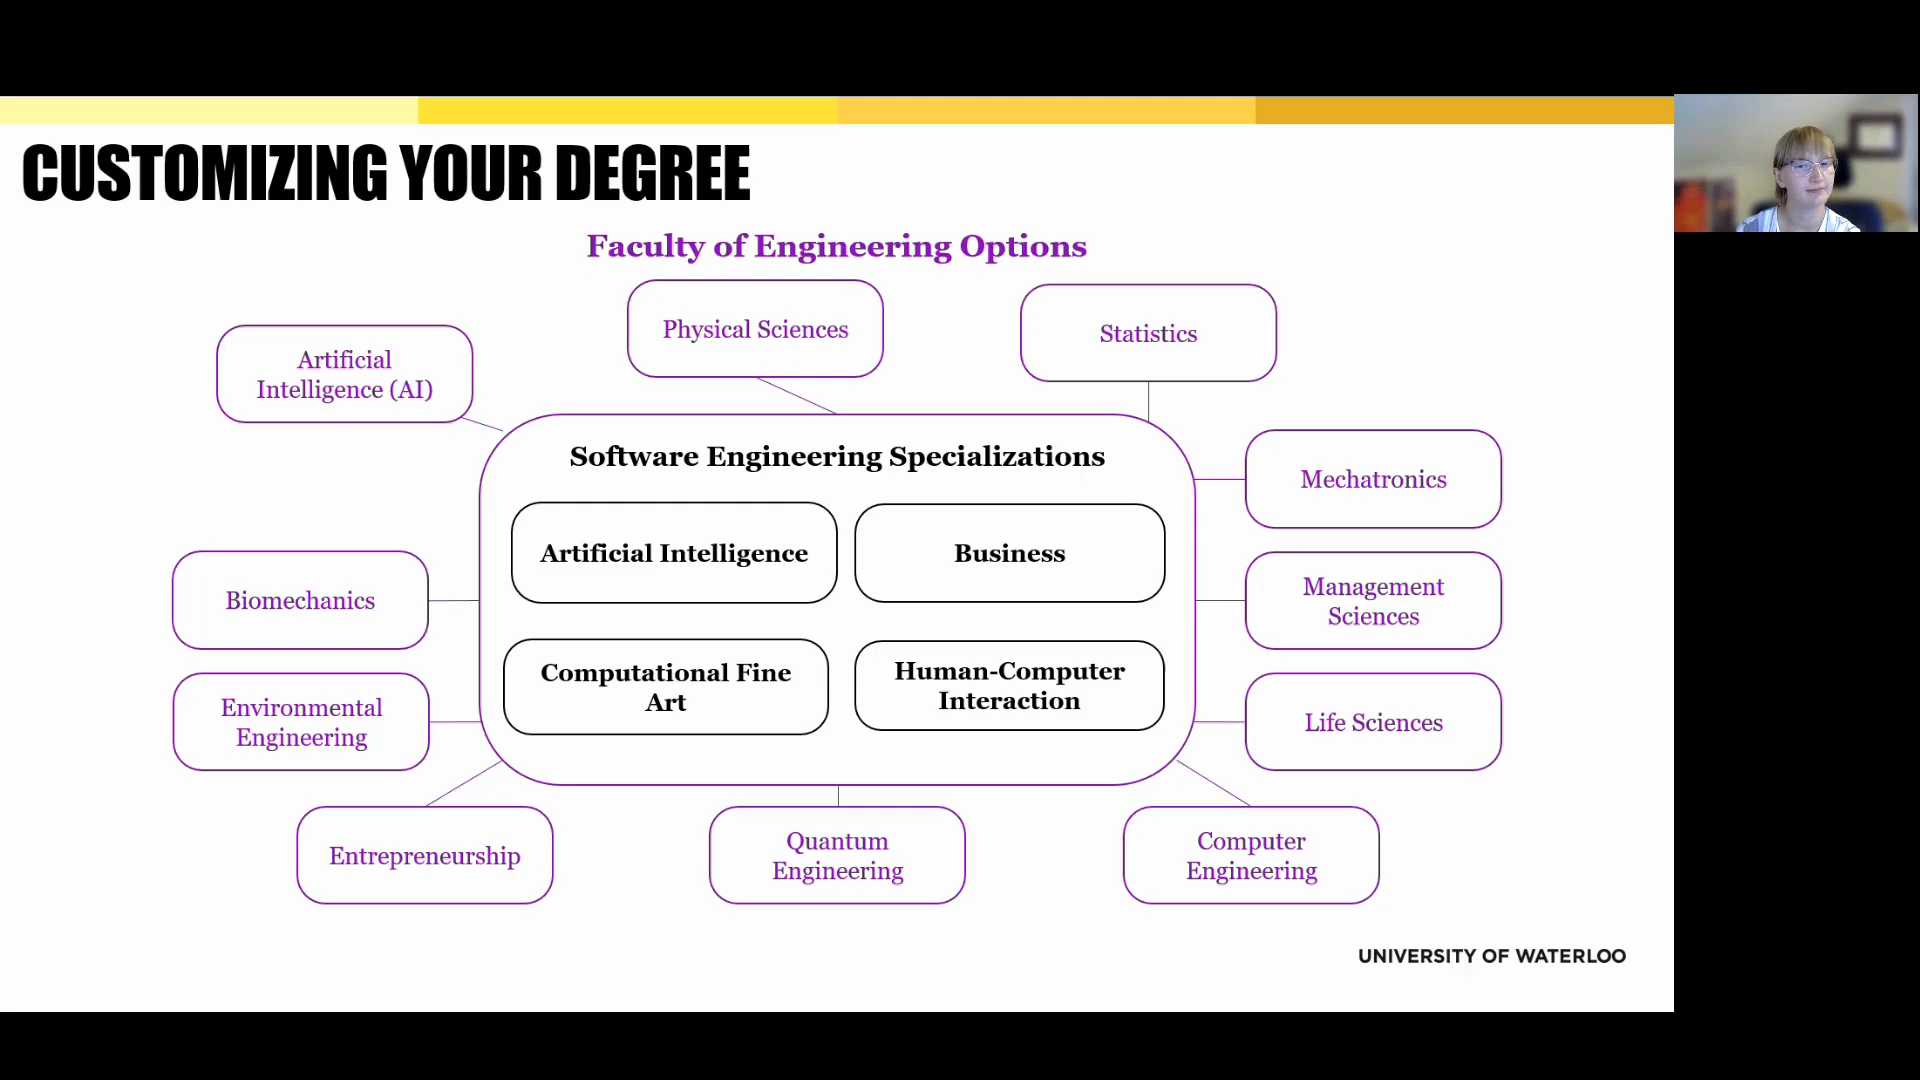 CUSTOMIZING YOUR DEGREE
Faculty of Engineering Options
Physical Sciences
Statistics
Artificial
Intelligence (AI)
Software Engineering Specializations
Mechatronics
Artificial Intelligence
Business
Biomechanics
Management
Sciences
Computational Fine
Art
Human-Computer
Interaction
Environmental
Engineering
Life Sciences
Entrepreneurship
Quantum
Engineering
Computer
Engineering
UNIVERSITY OF WATERLOO